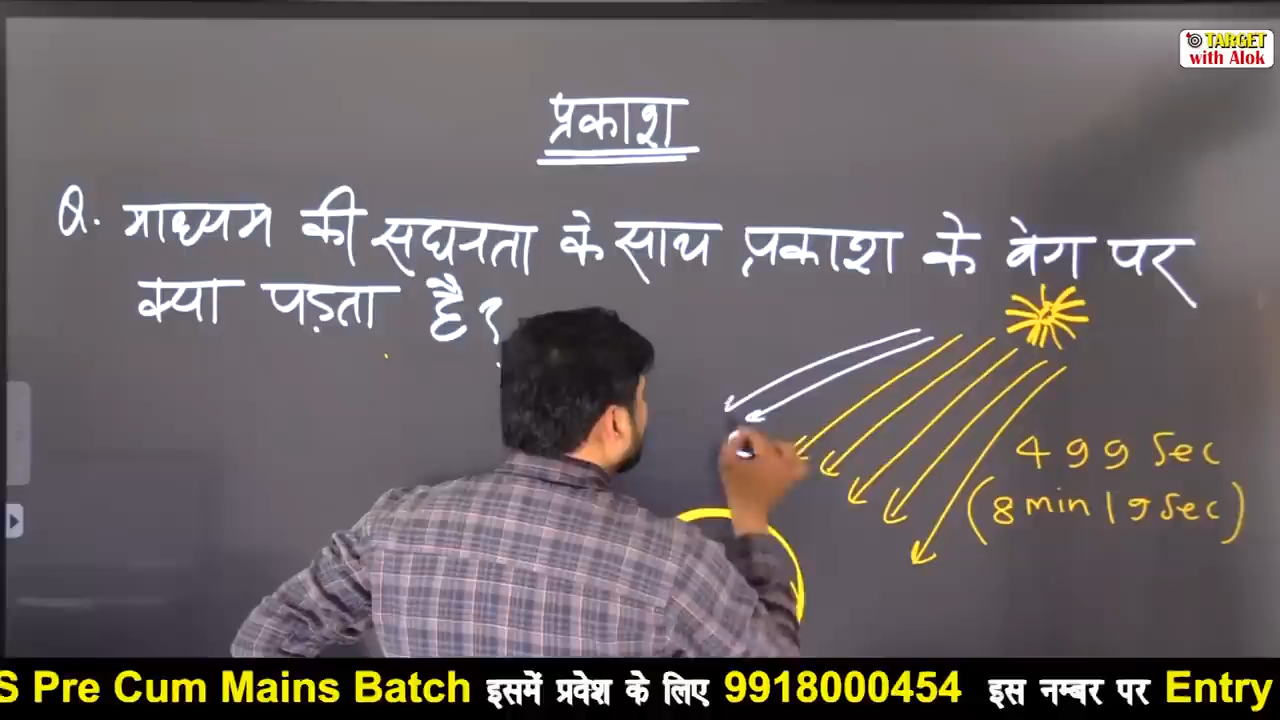 TARGET
with Alok
प्रकाश
Q. माध्यम की सघनता के साथ प्रकाश के वेग पर
क्या पड़ता है?
499 Sec
(8 min 19 Sec)
S Pre Cum Mains Batch इसमें प्रवेश के लिए 9918000454 इस नम्बर पर Entry